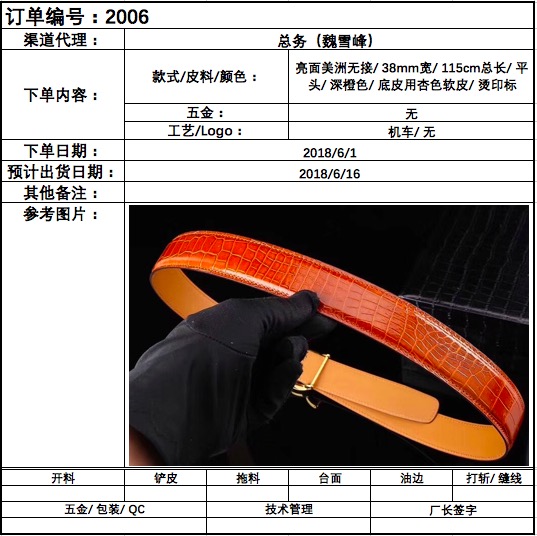 订单编号：2006
渠道代理：
总务（魏雪峰）
下单内容：
款式/皮料/颜色：
亮面美洲无接/ 38mm宽/ 115cm总长/ 平
头/ 深橙色/ 底皮用杏色软皮/ 烫印标
五金：
无
工艺/Logo：
机车/ 无
下单日期：
2018/6/1
预计出货日期：
2018/6/16
其他备注：
参考图片：
开料
铲皮
拖料
台面
油边
打斩/ 缝线
五金/ 包装/ QC
技术管理
厂长签字